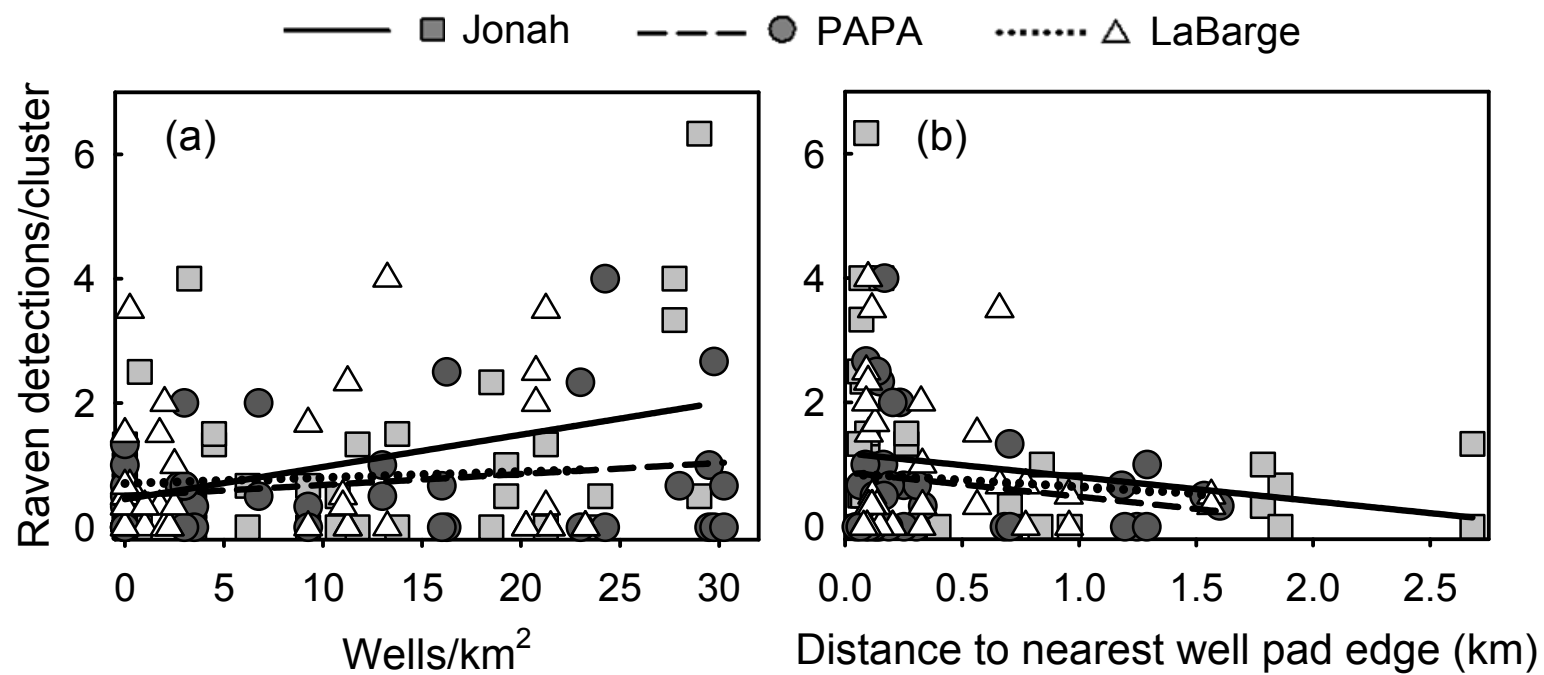 Jonah PAPA LaBarge
Raven detections/cluster
(a) (b)
6 6
4 4
2 2
0 0
0 5 10 15 20 25 30 0.0 0.5 1.0 1.5 2.0 2.5
Wells/km² Distance to nearest well pad edge (km)